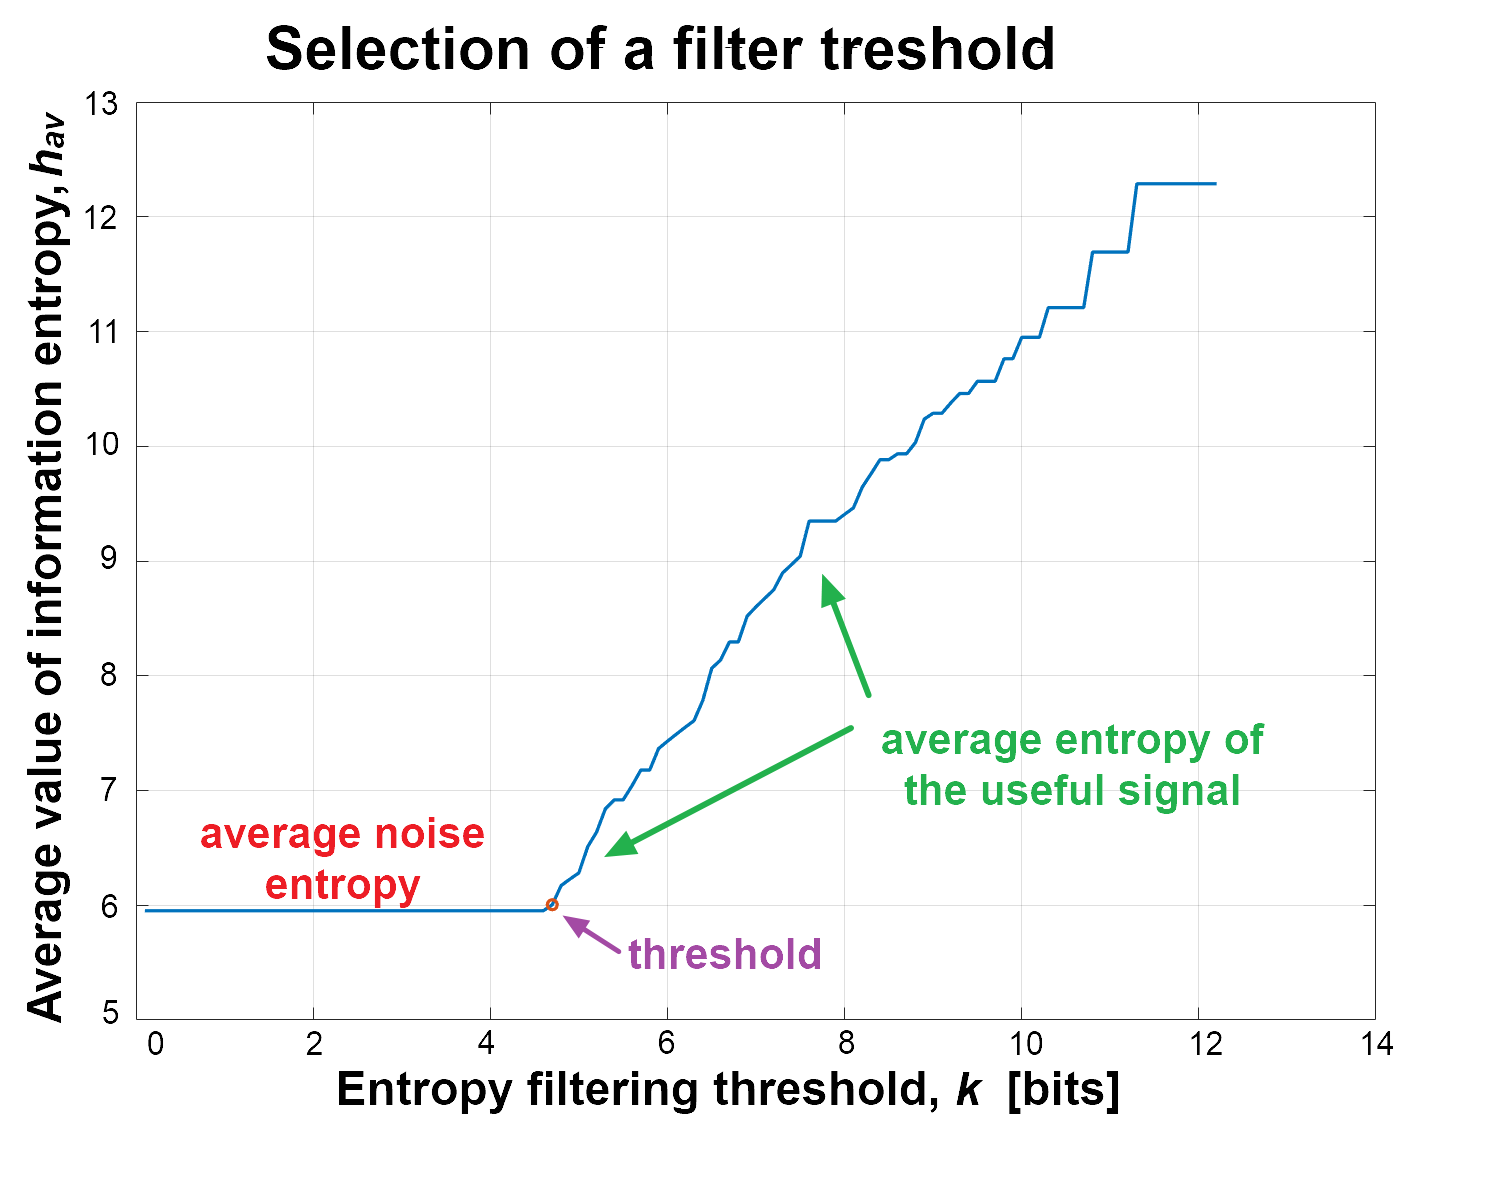 Selection of a filter treshold
Average value of information entropy, hav
13
12
11
10
9
8
7
6
5
average entropy of
the useful signal
average noise
entropy
threshold
0 2 4 6 8 10 12 14
Entropy filtering threshold, k [bits]